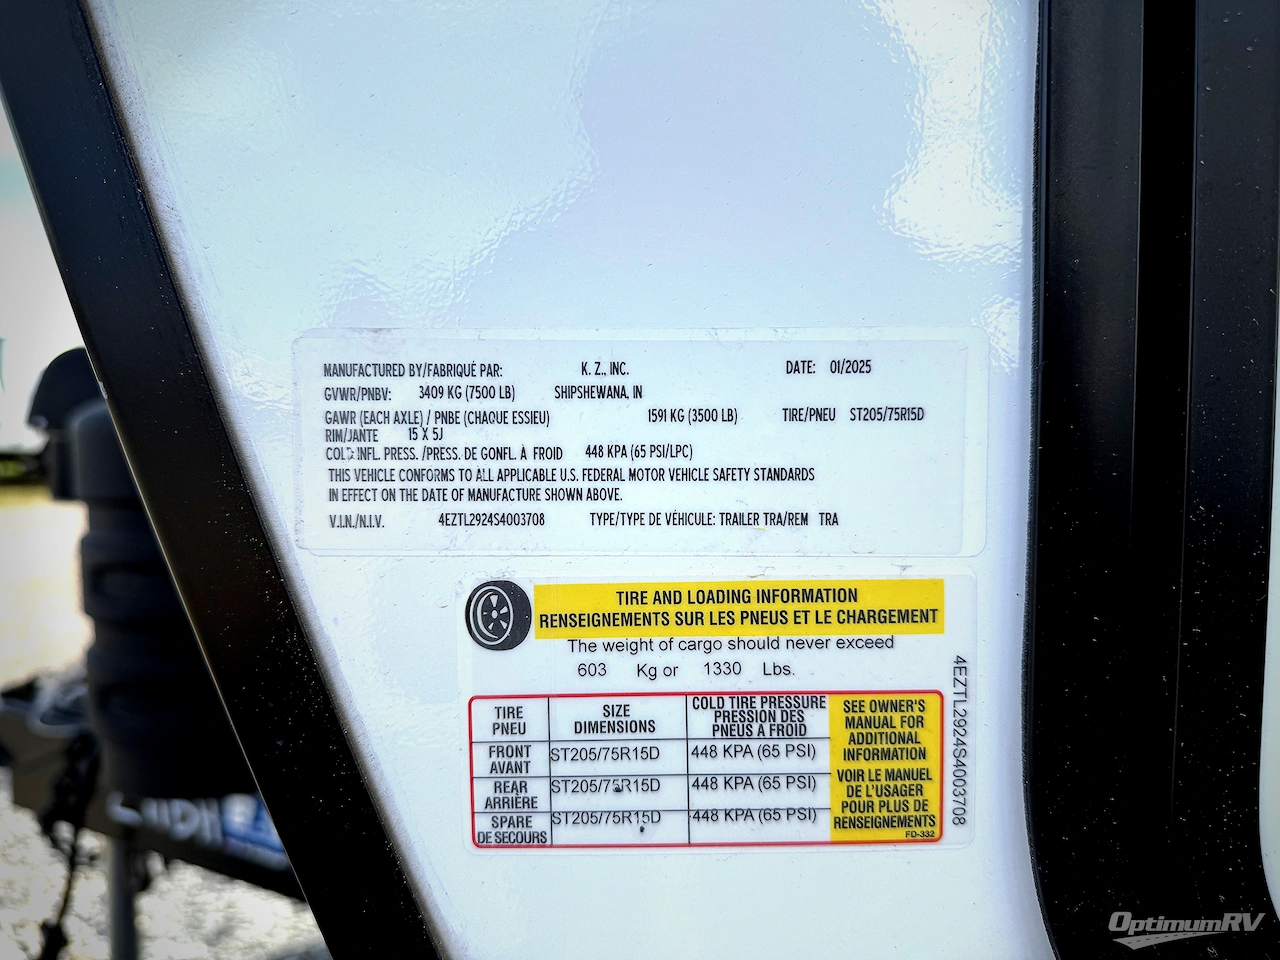 MANUFACTURED BY/FABRIQUÉ PAR: K. Z., INC. DATE: 01/2025
GVWR/PNBV: 3409 KG (7500 LB) SHIPSHEWANA, IN
GAWR (EACH AXLE) / PNBE (CHAQUE ESSIEU) 1591 KG (3500 LB) TIRE/PNEU ST205/75R15D
RIM/JANTE 15 X 5J
COLD INFL. PRESS. /PRESS. DE GONFL. À FROID 448 KPA (65 PSI/LPC)
THIS VEHICLE CONFORMS TO ALL APPLICABLE U.S. FEDERAL MOTOR VEHICLE SAFETY STANDARDS
IN EFFECT ON THE DATE OF MANUFACTURE SHOWN ABOVE.
V.I.N./N.I.V. 4EZTL2924S4003708 TYPE/TYPE DE VÉHICULE: TRAILER TRA/REM TRA
TIRE AND LOADING INFORMATION
RENSEIGNEMENTS SUR LES PNEUS ET LE CHARGEMENT
The weight of cargo should never exceed
603 Kg or 1330 Lbs.
TIRE
PNEU
SIZE
DIMENSIONS
COLD TIRE PRESSURE
PRESSION DES
PNEUS A FROID
FRONT
AVANT
ST205/75R15D
448 KPA (65 PSI)
REAR
ARRIÈRE
ST205/75R15D
448 KPA (65 PSI)
SPARE
DE SECOURS
ST205/75R15D
448 KPA (65 PSI)
SEE OWNER'S
MANUAL FOR
ADDITIONAL
INFORMATION
VOIR LE MANUEL
DE L'USAGER
POUR PLUS DE
RENSEIGNEMENTS
FD-332
4EZTL2924S4003708
OptimumRV